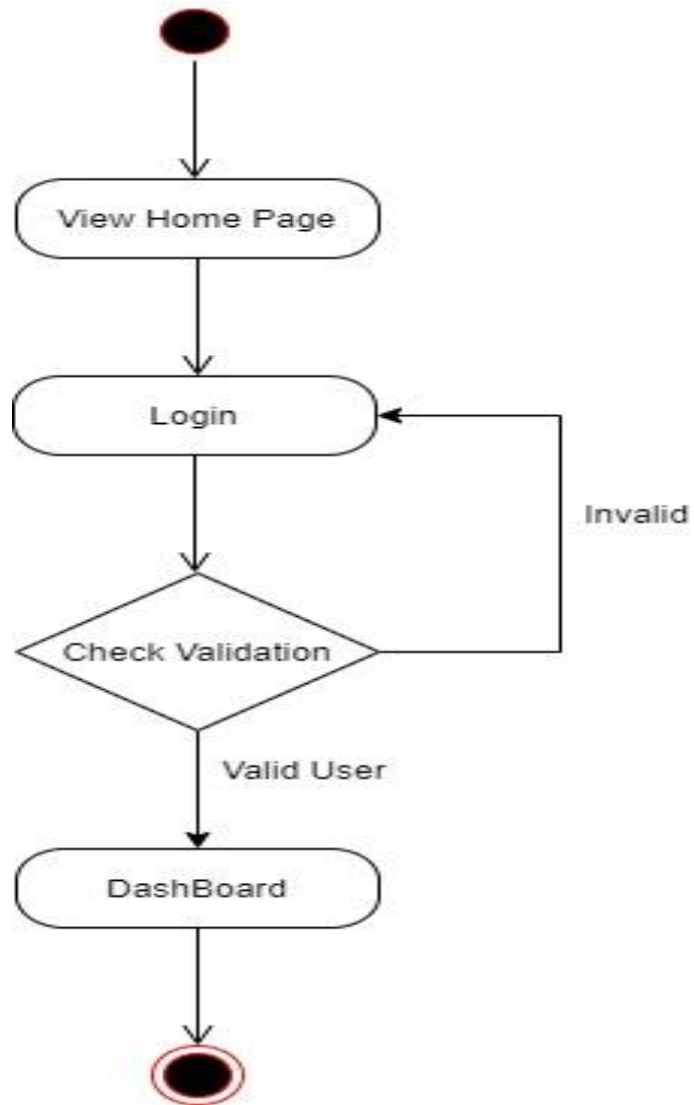 View Home Page
Login
Invalid
Check Validation
Valid User
DashBoard